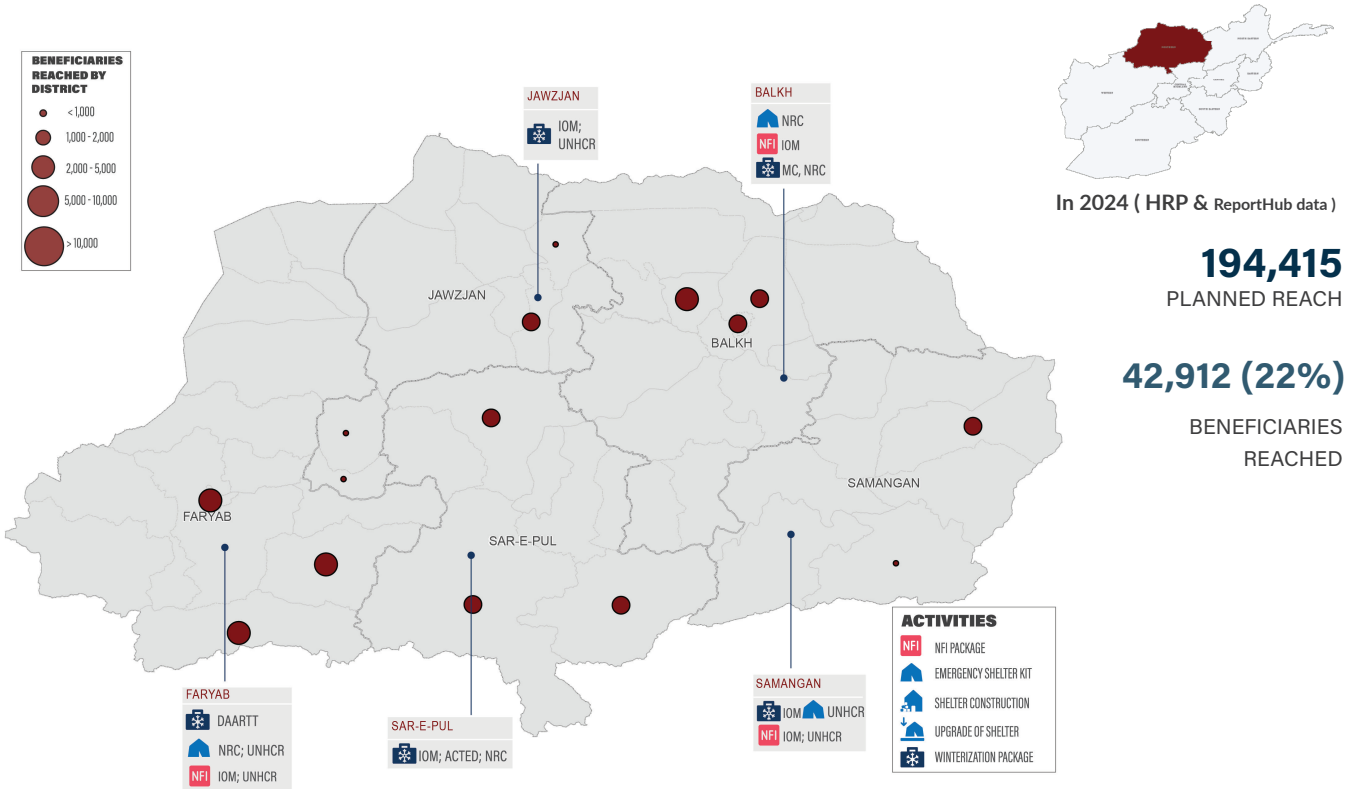 BENEFICIARIES
REACHED BY
DISTRICT
< 1,000
1,000 - 2,000
2,000 - 5,000
5,000 - 10,000
> 10,000
JAWZJAN
IOM;
UNHCR
BALKH
NRC
NFI IOM
MC, NRC
In 2024 ( HRP & ReportHub data )
194,415
PLANNED REACH
42,912 (22%)
BENEFICIARIES
REACHED
JAWZJAN
BALKH
SAMANGAN
FARYAB
SAR-E-PUL
FARYAB
DAARTT
NRC; UNHCR
NFI IOM; UNHCR
SAR-E-PUL
IOM; ACTED; NRC
SAMANGAN
IOM UNHCR
NFI IOM; UNHCR
ACTIVITIES
NFI NFI PACKAGE
EMERGENCY SHELTER KIT
SHELTER CONSTRUCTION
UPGRADE OF SHELTER
WINTERIZATION PACKAGE